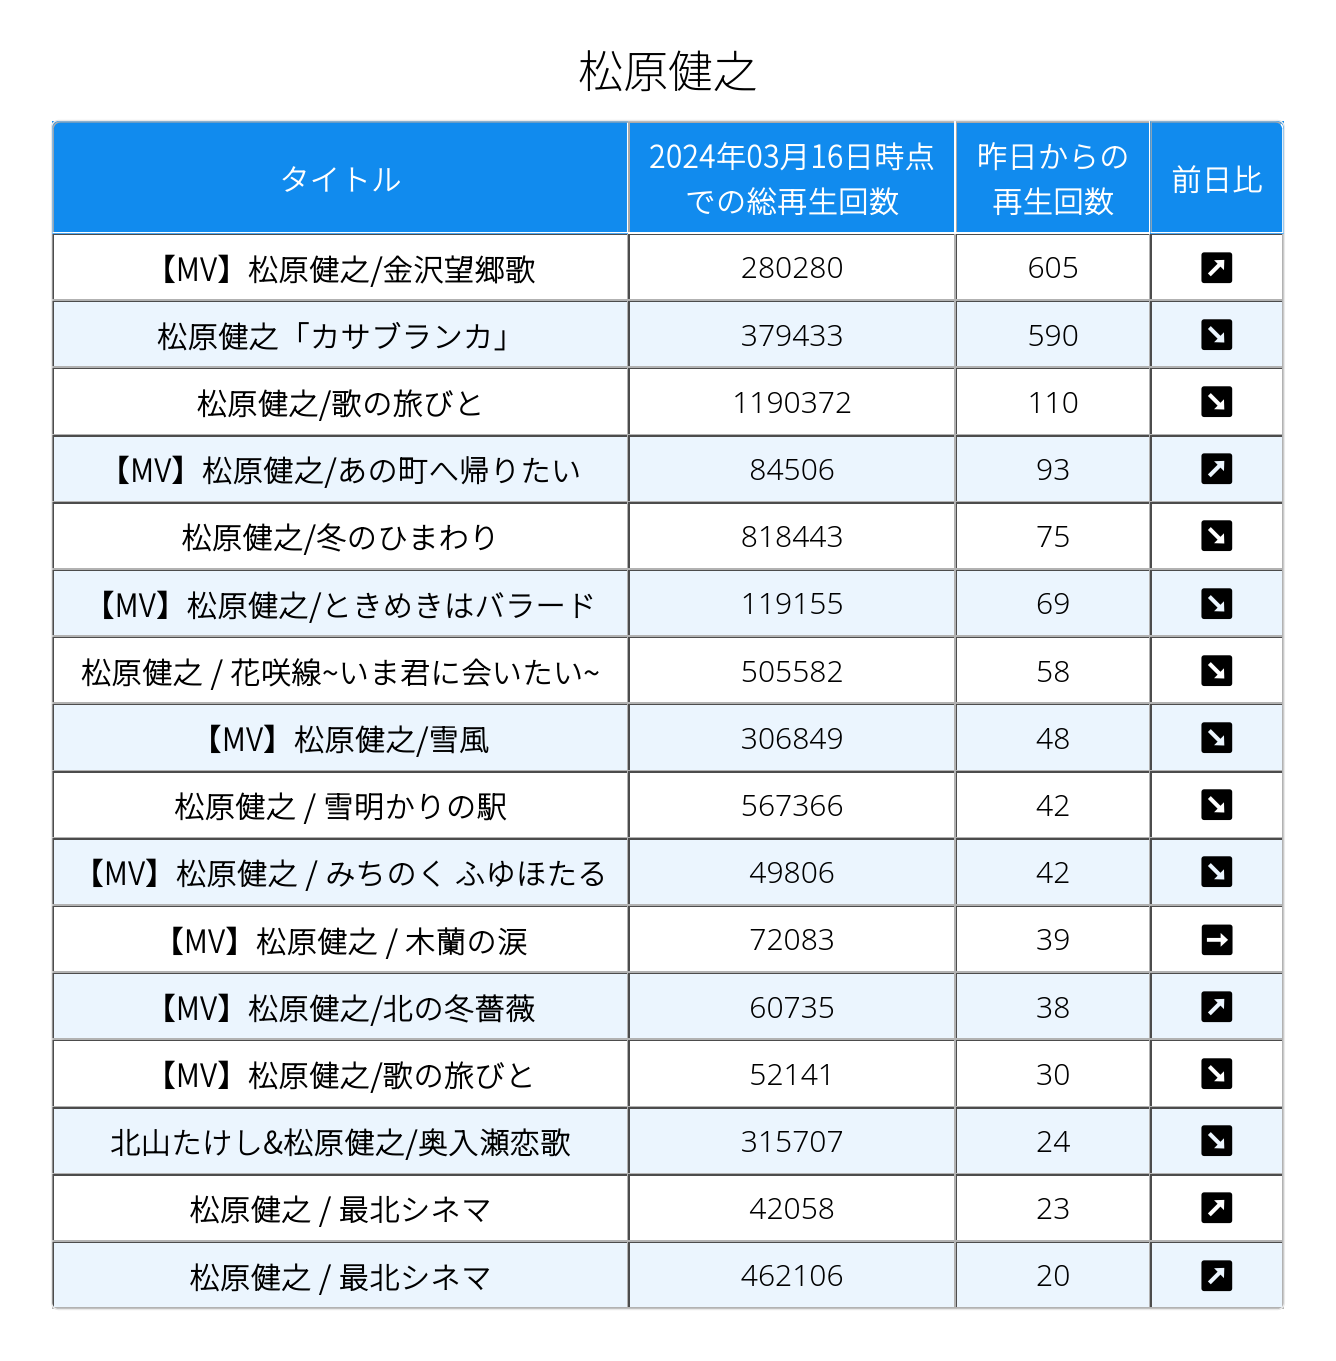 松原健之
タイトル
2024年03月16日時点
での総再生回数
昨日からの
再生回数
前日比
【MV】松原健之/金沢望郷歌 280280 605
松原健之「カサブランカ」 379433 590
松原健之/歌の旅びと 1190372 110
【MV】松原健之/あの町へ帰りたい 84506 93
松原健之/冬のひまわり 818443 75
【MV】松原健之/ときめきはバラード 119155 69
松原健之 / 花咲線~いま君に会いたい~ 505582 58
【MV】松原健之/雪風 306849 48
松原健之 / 雪明かりの駅 567366 42
【MV】松原健之 / みちのく ふゆほたる 49806 42
【MV】松原健之 / 木蘭の涙 72083 39
【MV】松原健之/北の冬薔薇 60735 38
【MV】松原健之/歌の旅びと 52141 30
北山たけし&松原健之/奥入瀬恋歌 315707 24
松原健之 / 最北シネマ 42058 23
松原健之 / 最北シネマ 462106 20